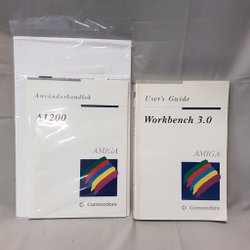 Användarhandbok
A1200
AMIGA
Commodore
User's Guide
Workbench 3.0
AMIGA
Commodore